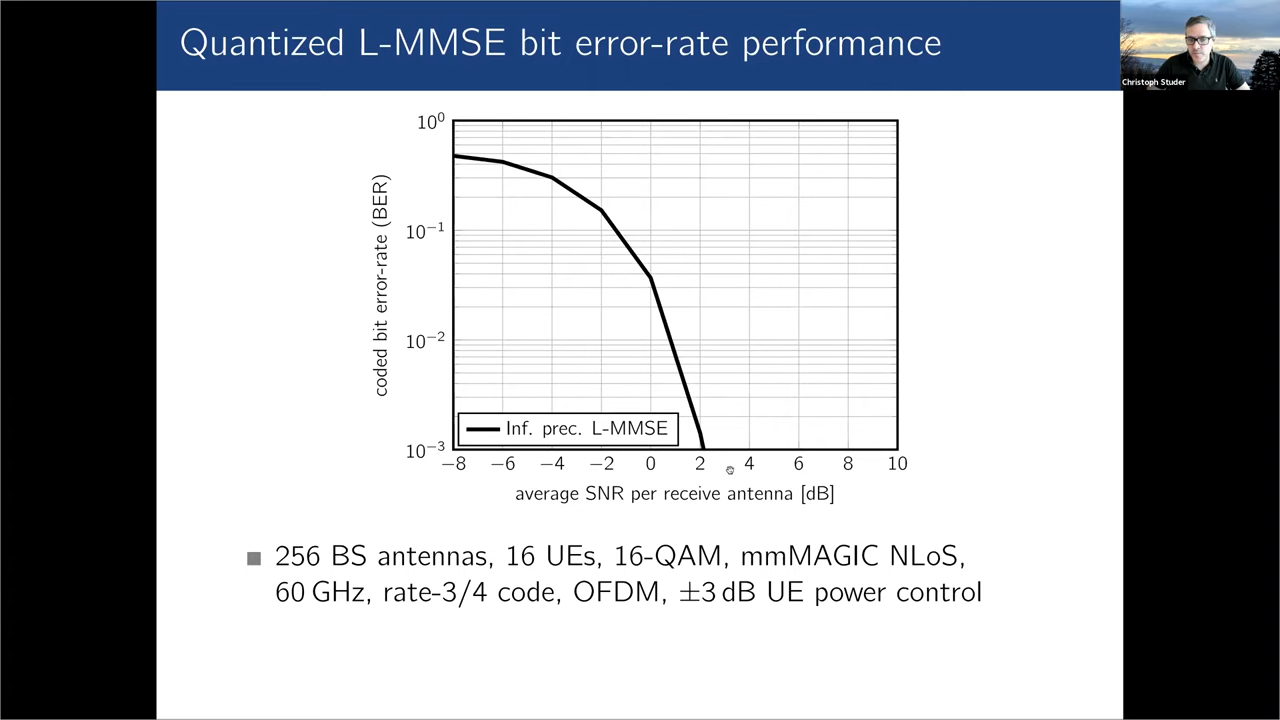 Quantized L-MMSE bit error-rate performance
Christoph Studer
coded bit error-rate (BER)
10⁰
10⁻¹
10⁻²
10⁻³
Inf. prec. L-MMSE
−8 −6 −4 −2 0 2 4 6 8 10
average SNR per receive antenna [dB]
256 BS antennas, 16 UEs, 16-QAM, mmMAGIC NLoS,
60 GHz, rate-3/4 code, OFDM, ±3 dB UE power control